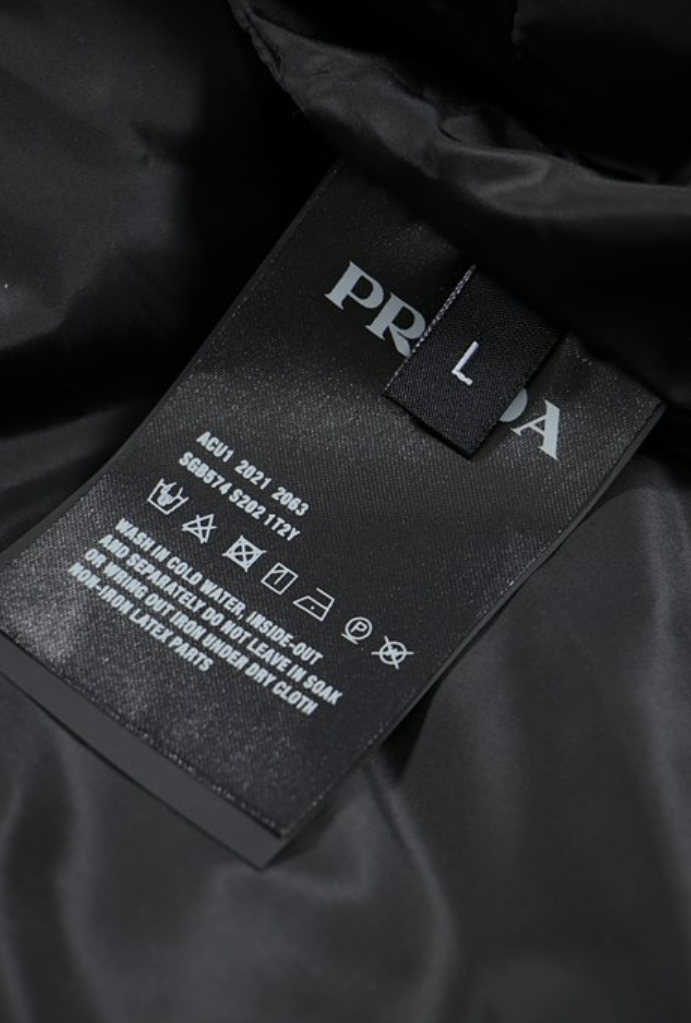 PR DA
L
ACU1 2021 2063
SGB574 S202 1T2Y
P
WASH IN COLD WATER, INSIDE-OUT
AND SEPARATELY DO NOT LEAVE IN SOAK
OR WRING OUT IRON UNDER DRY CLOTH
NON-IRON LATEX PARTS